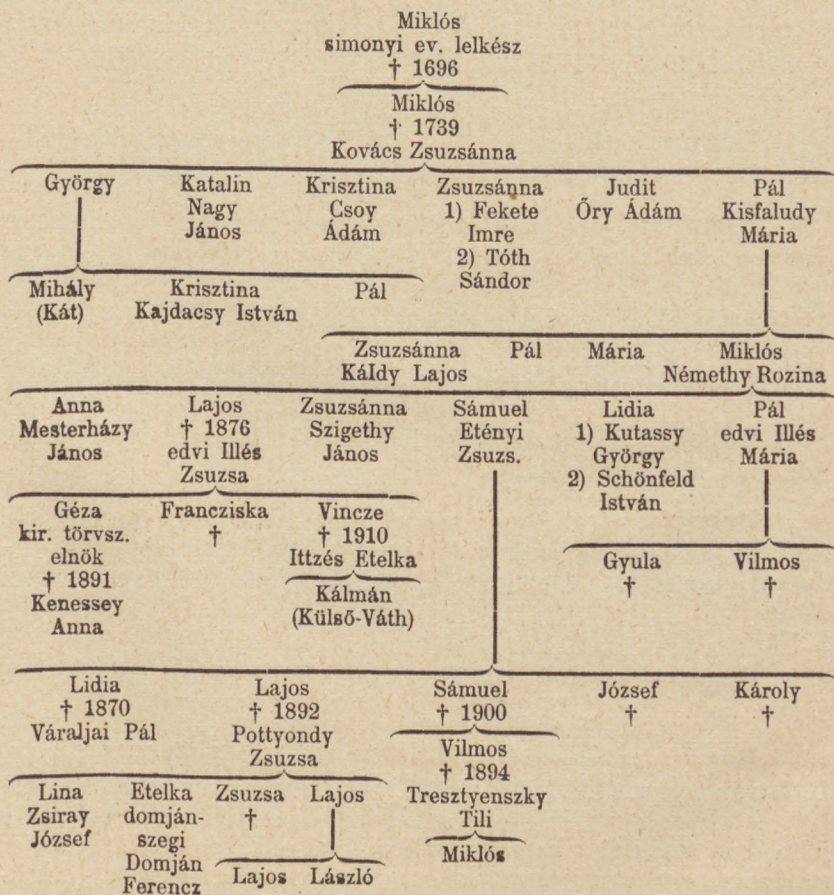 Miklós
simonyi ev. lelkész
† 1696
Miklós
† 1739
Kovács Zsuzsánna
György Katalin Krisztina Zsuzsánna Judit Pál
Nagy Csoy 1) Fekete Őry Ádám Kisfaludy
János Ádám Imre Mária
2) Tóth
Sándor
Mihály Krisztina Pál
(Kát) Kajdacsy István
Zsuzsánna Pál Mária Miklós
Káldy Lajos Némethy Rozina
Anna Lajos Zsuzsánna Sámuel Lidia Pál
Mesterházy † 1876 Szigethy Etényi 1) Kutassy edvi Illés
János edvi Illés János Zsuzs. György Mária
Zsuzsa 2) Schönfeld
István
Géza Francziska Vincze
kir. törvsz. † † 1910
elnök Ittzés Etelka
† 1891 Kálmán
Kenessey (Külső-Váth)
Anna
Gyula Vilmos
† †
Lidia Lajos Sámuel József Károly
† 1870 † 1892 † 1900 † †
Váraljai Pál Pottyondy
Zsuzsa
Vilmos
† 1894
Tresztyenszky
Tili
Miklós
Lina Etelka Zsuzsa Lajos
Zsiray domján- †
József szegi
Domján
Ferencz
Lajos László